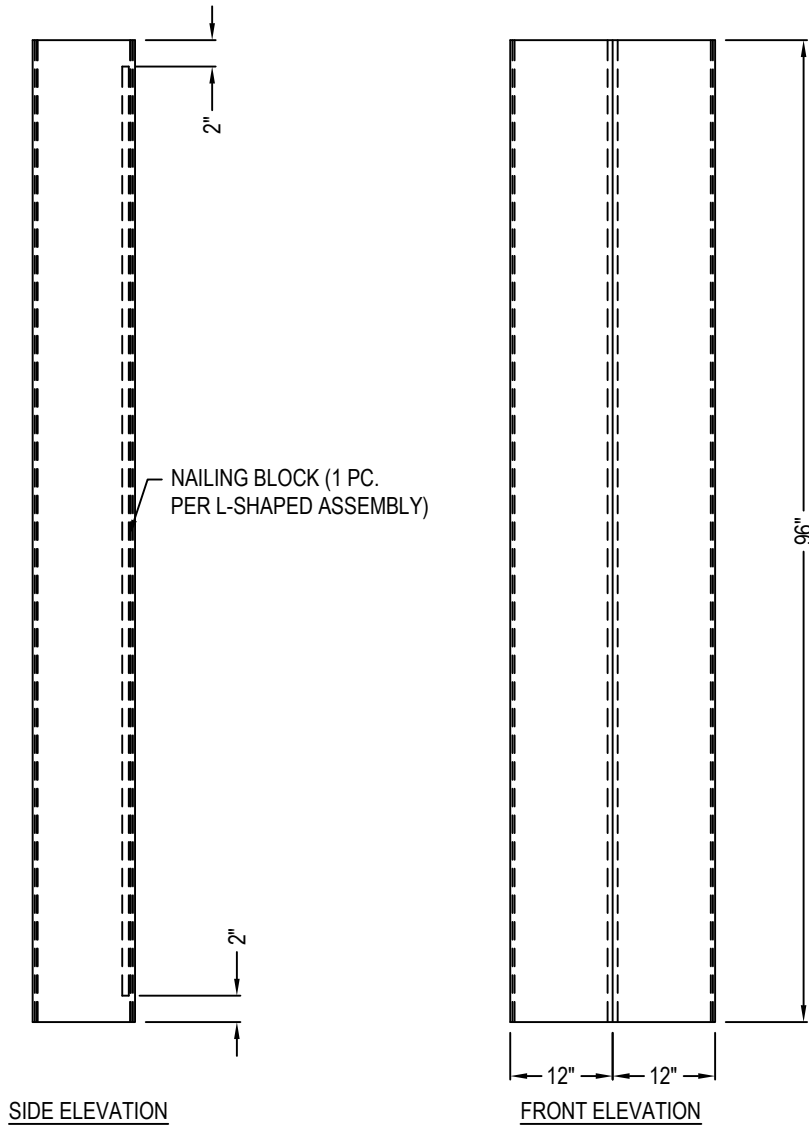 2"
NAILING BLOCK (1 PC.
PER L-SHAPED ASSEMBLY)
96"
2"
12"
12"
SIDE ELEVATION
FRONT ELEVATION